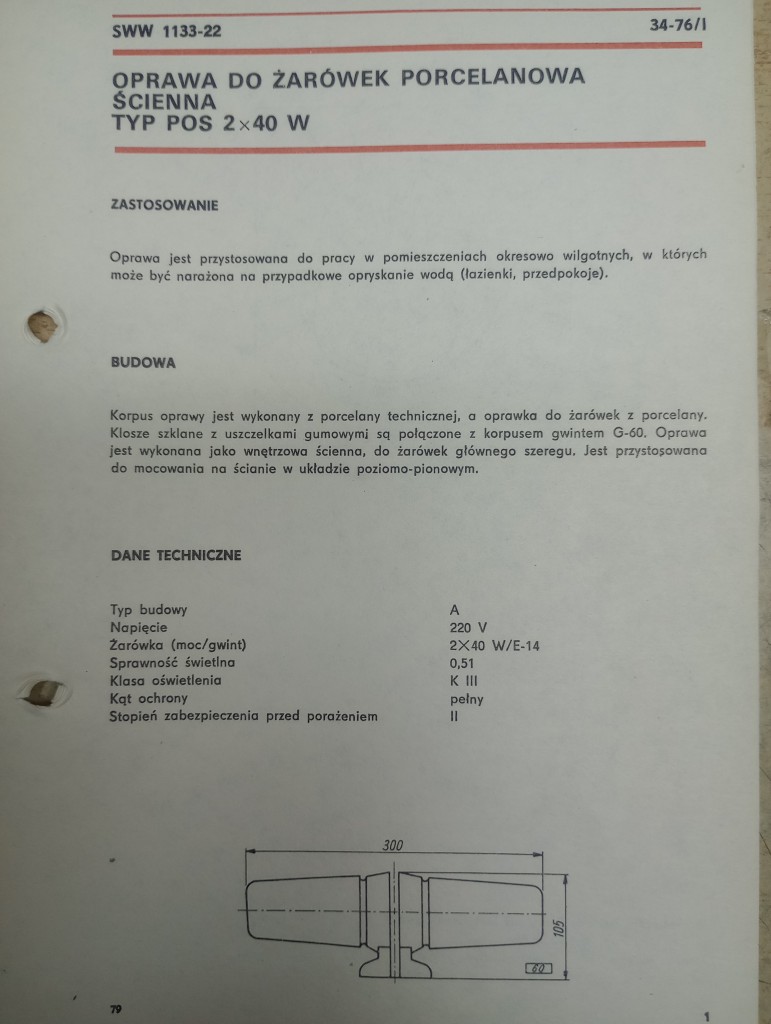 SWW 1133-22
34-76/I
OPRAWA DO ŻARÓWEK PORCELANOWA
ŚCIENNA
TYP POS 2×40 W
ZASTOSOWANIE
Oprawa jest przystosowana do pracy w pomieszczeniach okresowo wilgotnych, w których
może być narażona na przypadkowe opryskanie wodą (łazienki, przedpokoje).
BUDOWA
Korpus oprawy jest wykonany z porcelany technicznej, a oprawka do żarówek z porcelany.
Klosze szklane z uszczelkami gumowymi są połączone z korpusem gwintem G-60. Oprawa
jest wykonana jako wnętrzowa ścienna, do żarówek głównego szeregu. Jest przystosowana
do mocowania na ścianie w układzie poziomo-pionowym.
DANE TECHNICZNE
Typ budowy A
Napięcie 220 V
Żarówka (moc/gwint) 2×40 W/E-14
Sprawność świetlna 0,51
Klasa oświetlenia K III
Kąt ochrony pełny
Stopień zabezpieczenia przed porażeniem II
300
105
60
79
1